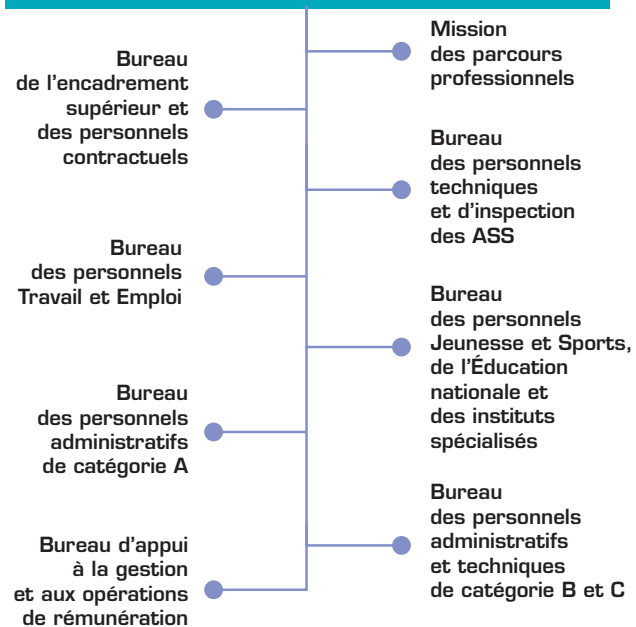 Mission
des parcours
professionnels
Bureau
de l'encadrement
supérieur et
des personnels
contractuels
Bureau
des personnels
techniques
et d'inspection
des ASS
Bureau
des personnels
Travail et Emploi
Bureau
des personnels
Jeunesse et Sports,
de l'Éducation
nationale et
des instituts
spécialisés
Bureau
des personnels
administratifs
de catégorie A
Bureau
des personnels
administratifs
et techniques
de catégorie B et C
Bureau d'appui
à la gestion
et aux opérations
de rémunération